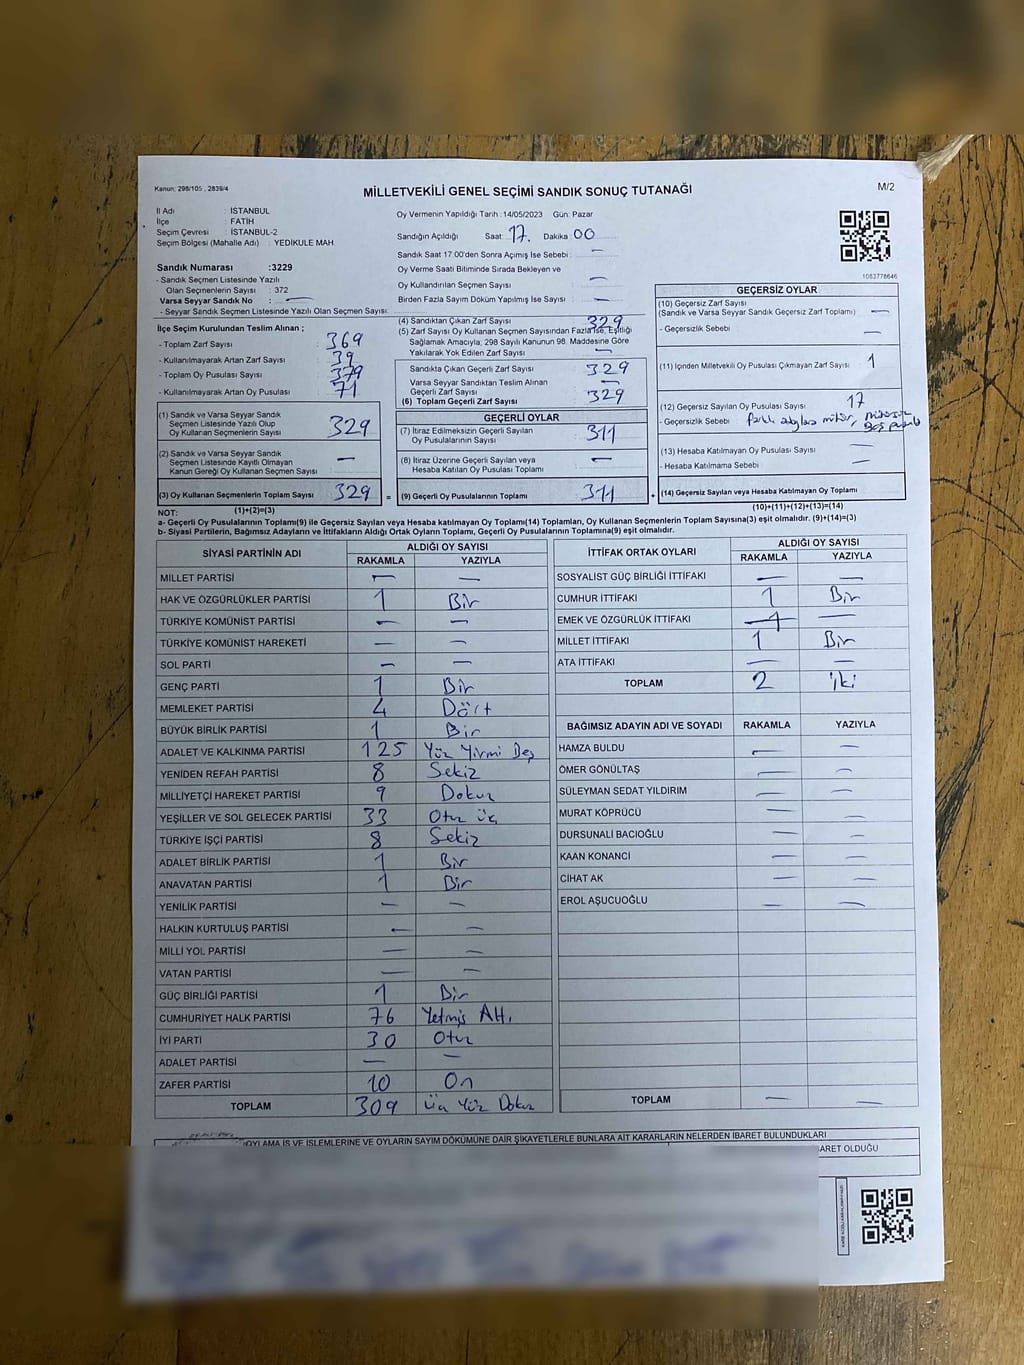 Kanun: 298/105 , 2839/4
MİLLETVEKİLİ GENEL SEÇİMİ SANDIK SONUÇ TUTANAĞI
M/2
İl Adı : İSTANBUL
İlçe : FATİH
Seçim Çevresi : İSTANBUL-2
Seçim Bölgesi (Mahalle Adı) : YEDİKULE MAH
Sandık Numarası :3229
- Sandık Seçmen Listesinde Yazılı
Olan Seçmenlerin Sayısı : 372
Varsa Seyyar Sandık No : —
- Seyyar Sandık Listesinde Yazılı Olan Seçmen Sayısı:
Oy Vermenin Yapıldığı Tarih :14/05/2023 Gün: Pazar
Sandığın Açıldığı Saat: 17. Dakika : 00
Sandık Saat 17.00'den Sonra Açımış İse Sebebi : —
Oy Verme Saati Bitiminde Sırada Bekleyen ve
Oy Kullandırılan Seçmen Sayısı : —
Birden Fazla Sayım Döküm Yapılmış İse Sayısı : —
1083778646
İlçe Seçim Kurulundan Teslim Alınan ;
- Toplam Zarf Sayısı : 369
- Kullanılmayarak Artan Zarf Sayısı : 39
- Toplam Oy Pusulası Sayısı : 379
- Kullanılmayarak Artan Oy Pusulası : 71
(1) Sandık ve Varsa Seyyar Sandık
Seçmen Listesinde Yazılı Olup
Oy Kullanan Seçmenlerin Sayısı : 329
(2) Sandık ve Varsa Seyyar Sandık
Seçmen Listesinde Kayıtlı Olmayan
Kanun Gereği Oy Kullanan Seçmen Sayısı : —
(3) Oy Kullanan Seçmenlerin Toplam Sayısı : 329 =
(1)+(2)=(3)
(4) Sandıktan Çıkan Zarf Sayısı : 329
(5) Zarf Sayısı Oy Kullanan Seçmen Sayısından Fazla ise, Eşitliği
Sağlamak Amacıyla; 298 Sayılı Kanunun 98. Maddesine Göre
Yakılarak Yok Edilen Zarf Sayısı : —
Sandıkta Çıkan Geçerli Zarf Sayısı : 329
Varsa Seyyar Sandıktan Teslim Alınan
Geçerli Zarf Sayısı : —
(6) Toplam Geçerli Zarf Sayısı : 329
GEÇERLİ OYLAR
(7) İtiraz Edilmeksizin Geçerli Sayılan
Oy Pusulalarının Sayısı : 311
(8) İtiraz Üzerine Geçerli Sayılan veya
Hesaba Katılan Oy Pusulası Toplamı : —
(9) Geçerli Oy Pusulalarının Toplamı : 311 +
GEÇERSİZ OYLAR
(10) Geçersiz Zarf Sayısı
(Sandık ve Varsa Seyyar Sandık Geçersiz Zarf Toplamı) : —
- Geçersizlik Sebebi : —
(11) İçinden Milletvekili Oy Pusulası Çıkmayan Zarf Sayısı : 1
(12) Geçersiz Sayılan Oy Pusulası Sayısı : 17
- Geçersizlik Sebebi : mühür,
(13) Hesaba Katılmayan Oy Pusulası Sayısı : —
- Hesaba Katılmama Sebebi : —
(14) Geçersiz Sayılan veya Hesaba Katılmayan Oy Toplamı
(10)+(11)+(12)+(13)=(14)
NOT:
a- Geçerli Oy Pusulalarının Toplamı(9) ile Geçersiz Sayılan veya Hesaba katılmayan Oy Toplamı(14) Toplamları, Oy Kullanan Seçmenlerin Toplam Sayısına(3) eşit olmalıdır. (9)+(14)=(3)
b- Siyasi Partilerin, Bağımsız Adayların ve İttifakların Aldığı Ortak Oyların Toplamı, Geçerli Oy Pusulalarının Toplamına(9) eşit olmalıdır.
SİYASİ PARTİNİN ADI ALDIĞI OY SAYISI
RAKAMLA YAZIYLA
MİLLET PARTİSİ — —
HAK VE ÖZGÜRLÜKLER PARTİSİ 1 Bir
TÜRKİYE KOMÜNİST PARTİSİ — —
TÜRKİYE KOMÜNİST HAREKETİ — —
SOL PARTİ — —
GENÇ PARTİ 1 Bir
MEMLEKET PARTİSİ 4 Dört
BÜYÜK BİRLİK PARTİSİ 1 Bir
ADALET VE KALKINMA PARTİSİ 125 Yüz Yirmi Beş
YENİDEN REFAH PARTİSİ 8 Sekiz
MİLLİYETÇİ HAREKET PARTİSİ 9 Dokuz
YEŞİLLER VE SOL GELECEK PARTİSİ 33 Otuz Üç
TÜRKİYE İŞÇİ PARTİSİ 8 Sekiz
ADALET BİRLİK PARTİSİ 1 Bir
ANAVATAN PARTİSİ 1 Bir
YENİLİK PARTİSİ — —
HALKIN KURTULUŞ PARTİSİ — —
MİLLİ YOL PARTİSİ — —
VATAN PARTİSİ — —
GÜÇ BİRLİĞİ PARTİSİ 1 Bir
CUMHURİYET HALK PARTİSİ 76 Yetmiş Altı
İYİ PARTİ 30 Otuz
ADALET PARTİSİ — —
ZAFER PARTİSİ 10 On
TOPLAM 309 Üç Yüz Dokuz
İTTİFAK ORTAK OYLARI ALDIĞI OY SAYISI
RAKAMLA YAZIYLA
SOSYALİST GÜÇ BİRLİĞİ İTTİFAKI — —
CUMHUR İTTİFAKI 1 Bir
EMEK VE ÖZGÜRLÜK İTTİFAKI — —
MİLLET İTTİFAKI 1 Bir
ATA İTTİFAKI — —
TOPLAM 2 iki
BAĞIMSIZ ADAYIN ADI VE SOYADI RAKAMLA YAZIYLA
HAMZA BULDU — —
ÖMER GÖNÜLTAŞ — —
SÜLEYMAN SEDAT YILDIRIM — —
MURAT KÖPRÜCÜ — —
DURSUNALİ BACIOĞLU — —
KAAN KONANCİ — —
CİHAT AK — —
EROL AŞUCUOĞLU — —
TOPLAM — —
OYLAMA İŞ VE İŞLEMLERİNE VE OYLARIN SAYIM DÖKÜMÜNE DAİR ŞİKAYETLERLE BUNLARA AİT KARARLARIN NELERDEN İBARET BULUNDUKLARI
BARET OLDUĞU